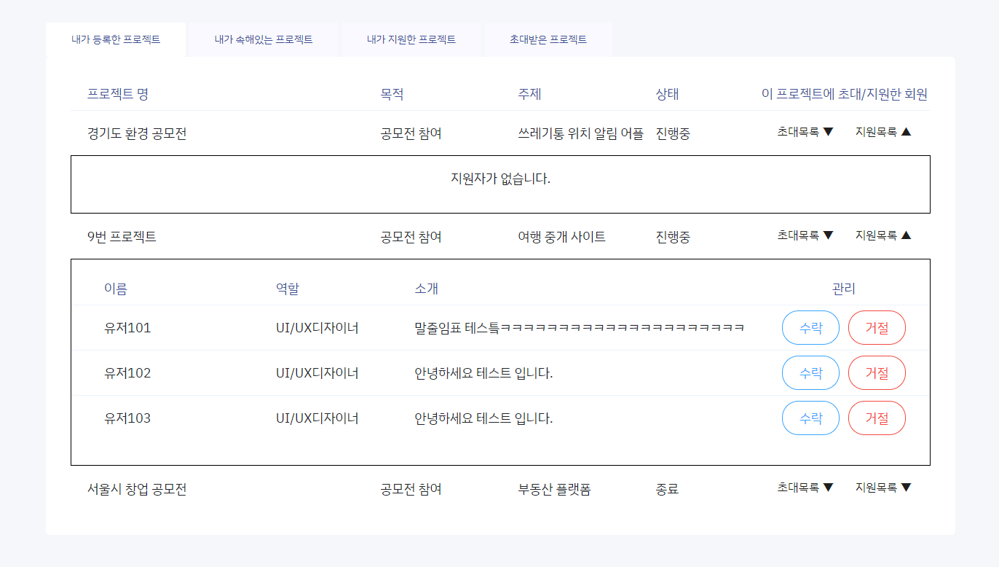 내가 등록한 프로젝트 내가 속해있는 프로젝트 내가 지원한 프로젝트 초대받은 프로젝트
프로젝트 명 목적 주제 상태 이 프로젝트에 초대/지원한 회원
경기도 환경 공모전 공모전 참여 쓰레기통 위치 알림 어플 진행중 초대목록 ▼ 지원목록 ▲
지원자가 없습니다.
9번 프로젝트 공모전 참여 여행 중개 사이트 진행중 초대목록 ▼ 지원목록 ▲
이름 역할 소개 관리
유저101 UI/UX디자이너 말줄임표 테스틐ㅋㅋㅋㅋㅋㅋㅋㅋㅋㅋㅋㅋㅋㅋㅋㅋㅋㅋㅋㅋㅋ 수락 거절
유저102 UI/UX디자이너 안녕하세요 테스트 입니다. 수락 거절
유저103 UI/UX디자이너 안녕하세요 테스트 입니다. 수락 거절
서울시 창업 공모전 공모전 참여 부동산 플랫폼 종료 초대목록 ▼ 지원목록 ▼